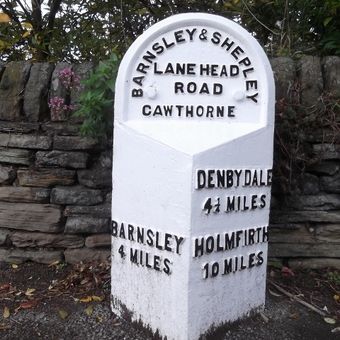 BARNSLEY & SHEPLEY
LANE HEAD
ROAD
CAWTHORNE
DENBY DALE
4½ MILES
BARNSLEY
4 MILES
HOLMFIRTH
10 MILES